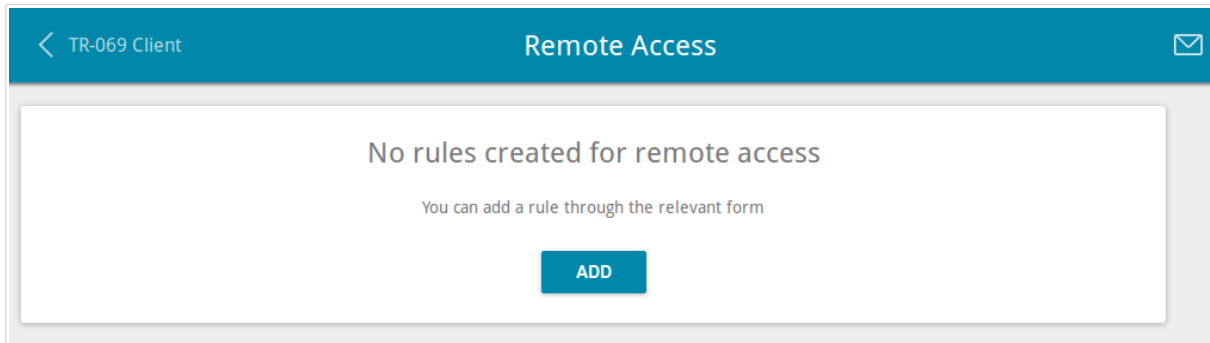 TR-069 Client
Remote Access
No rules created for remote access
You can add a rule through the relevant form
ADD